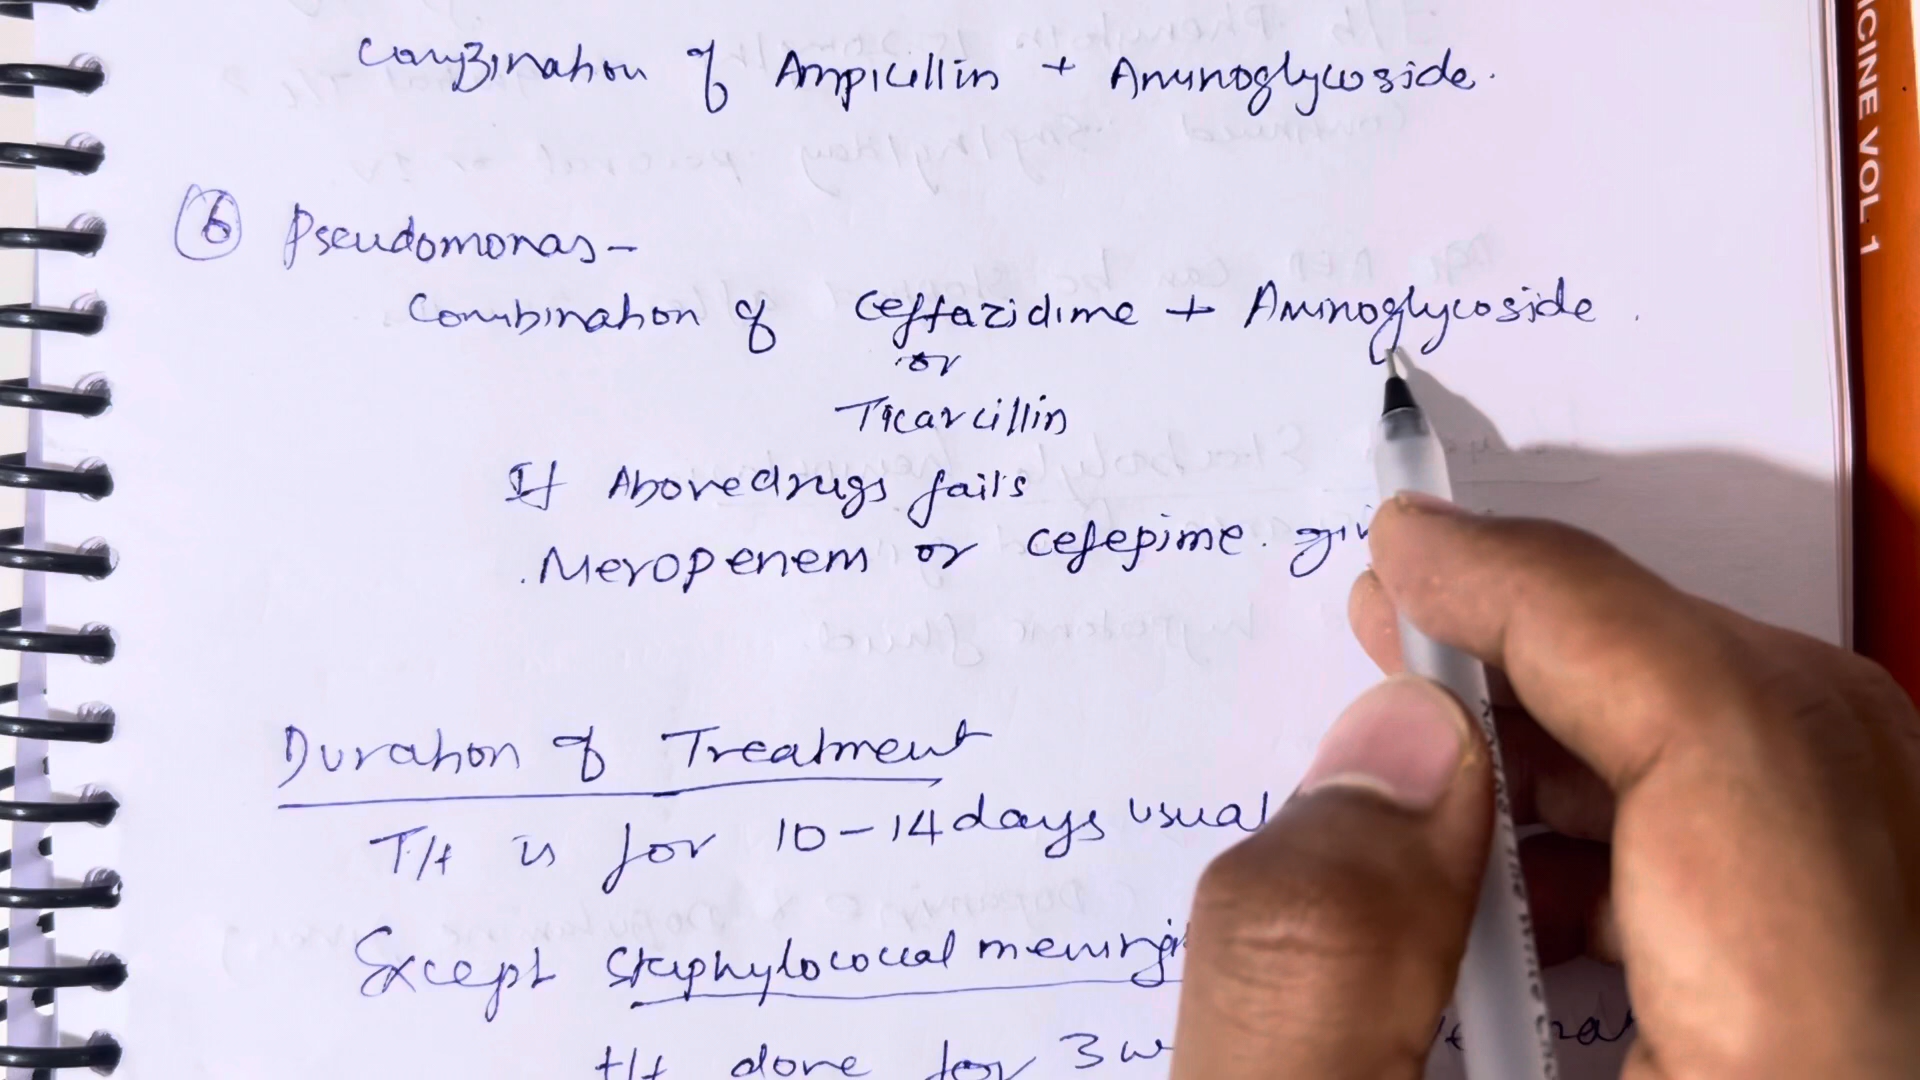 Combination of Ampicillin + Aminoglycoside.
6 Pseudomonas -
Combination of Ceftazidime + Aminoglycoside.
or
Ticarcillin
If Above drugs fails
Meropenem or cefepime.
Duration of Treatment
T/t is for 10-14 days
Except staphylococcal
t/t done for 3
ICINE VOL 1